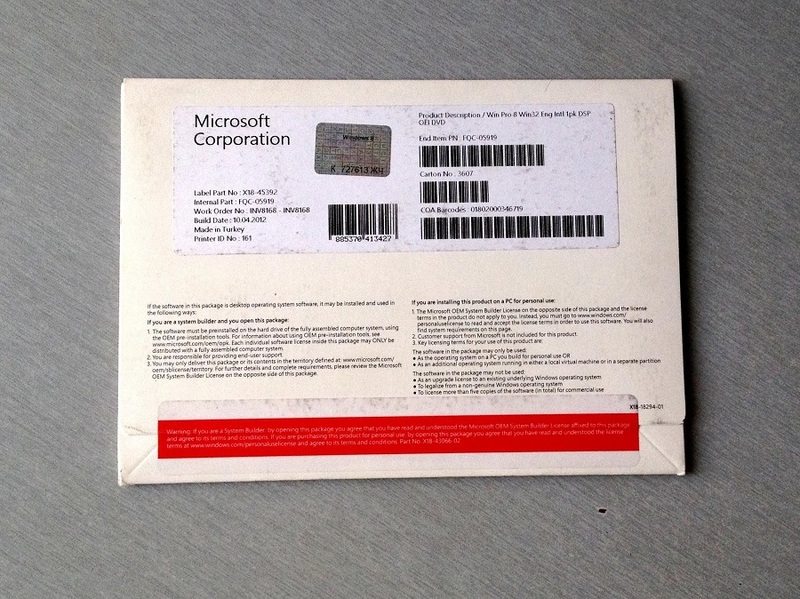 Microsoft
Corporation
Windows 8
K 727613 ЖЧ
Label Part No : X18-45392
Internal Part : FQC-05919
Work Order No : INV8168 - INV8168
Build Date : 10.04.2012
Made in Turkey
Printer ID No : 161
885370 413427
Product Description / Win Pro 8 Win32 Eng Intl 1pk DSP
OEI DVD
End Item PN : FQC-05919
Carton No : 3607
COA Barcodes : 01802000346719
If the software in this package is desktop operating system software, it may be installed and used in
the following ways:
If you are a system builder and you open this package:
1. The software must be preinstalled on the hard drive of the fully assembled computer, using
the OEM pre-installation tools. For information about using OEM pre-installation tools, see
www.microsoft.com/oem/opk. Each individual software license inside this package may ONLY be
distributed with a fully assembled computer system.
2. You are responsible for providing end-user support.
3. You may only deliver this package or its contents in the territory defined at: www.microsoft.com/
oem/sblicense/territory. For further details and complete requirements, please review the Microsoft
OEM System Builder License on the opposite side of this package.
If you are installing this product on a PC for personal use:
1. The Microsoft OEM System Builder License on the opposite side of this package and the license
terms in the product do not apply to you. Instead, you must go to www.windows.com/
personaluselicense to read and accept the license terms in order to use this software. You will also
find system requirements on this page.
2. Customer support from Microsoft is not included for this product.
3. Key licensing terms for your use of this product are:
The software in this package may only be used:
● As the operating system on a PC you build for personal use OR
● As an additional operating system running in either a local virtual machine or in a separate partition
The software in this package may not be used:
● As an upgrade license to an existing underlying Windows operating system
● To legalize from a non-genuine Windows operating system
● To license more than five copies of the software (in total) for commercial use
X18-18294-01
Warning: If you are a System Builder: by opening this package you agree that you have read and understood the Microsoft OEM System Builder License affixed to this package
and agree to its terms and conditions. If you are purchasing this product for personal use: by opening this package you agree that you have read and understood the license
terms at www.windows.com/personaluselicense and agree to its terms and conditions. Part No. X18-43066-02